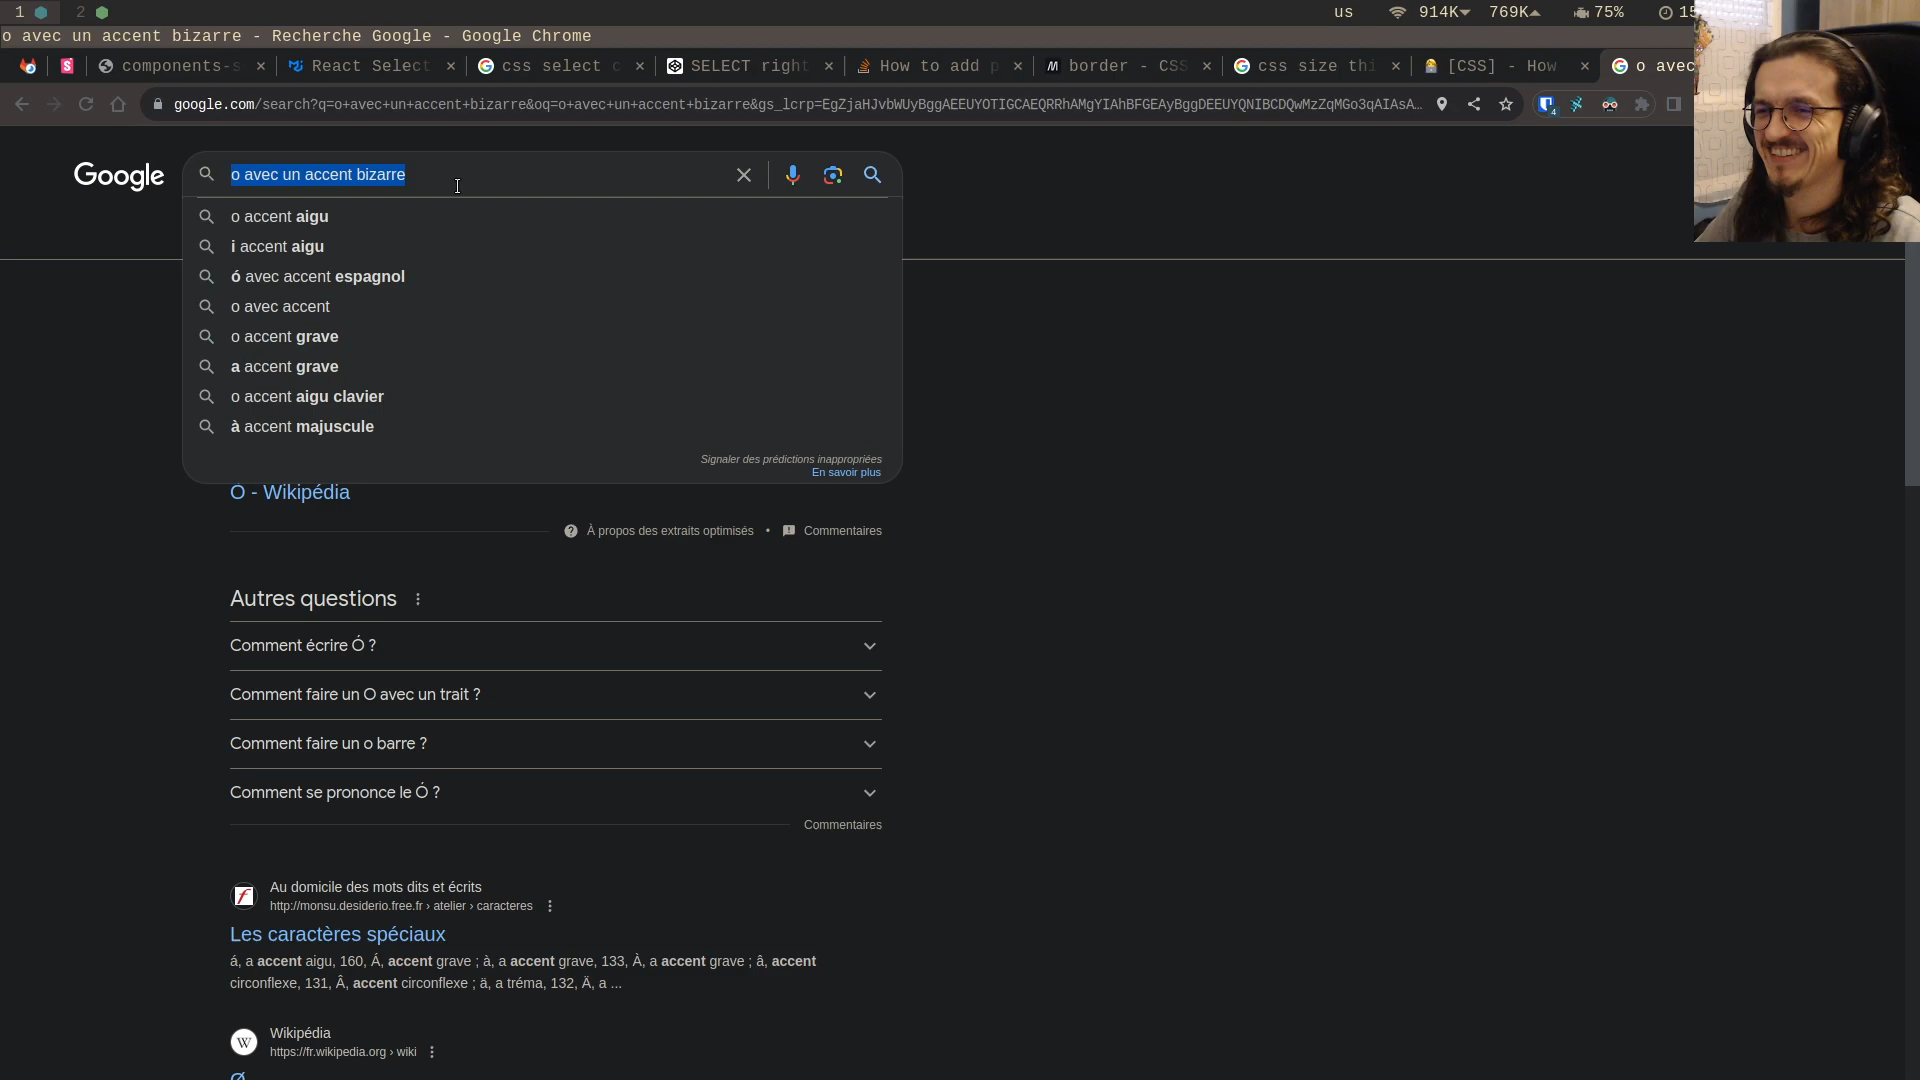 1 2 us 914K 769K 75% 15
o avec un accent bizarre - Recherche Google - Google Chrome
components-s React Select css select c SELECT right How to add p border - CSS css size thi [CSS] - How o avec
google.com/search?q=o+avec+un+accent+bizarre&oq=o+avec+un+accent+bizarre&gs_lcrp=EgZjaHJvbWUyBggAEEUYOTIGCAEQRRhAMgYIAhBFGEAyBggDEEUYQNIBCDQwMzZqMGo3qAIAsA... 4
Google o avec un accent bizarre
o accent aigu
i accent aigu
ó avec accent espagnol
o avec accent
o accent grave
a accent grave
o accent aigu clavier
à accent majuscule
Signaler des prédictions inappropriées
En savoir plus
Ó - Wikipédia
À propos des extraits optimisés • Commentaires
Autres questions
Comment écrire Ó ?
Comment faire un O avec un trait ?
Comment faire un o barre ?
Comment se prononce le Ó ?
Commentaires
Au domicile des mots dits et écrits
http://monsu.desiderio.free.fr › atelier › caracteres
Les caractères spéciaux
á, a accent aigu, 160, Á, accent grave ; à, a accent grave, 133, À, a accent grave ; â, accent
circonflexe, 131, Â, accent circonflexe ; ä, a tréma, 132, Ä, a ...
W Wikipédia
https://fr.wikipedia.org › wiki